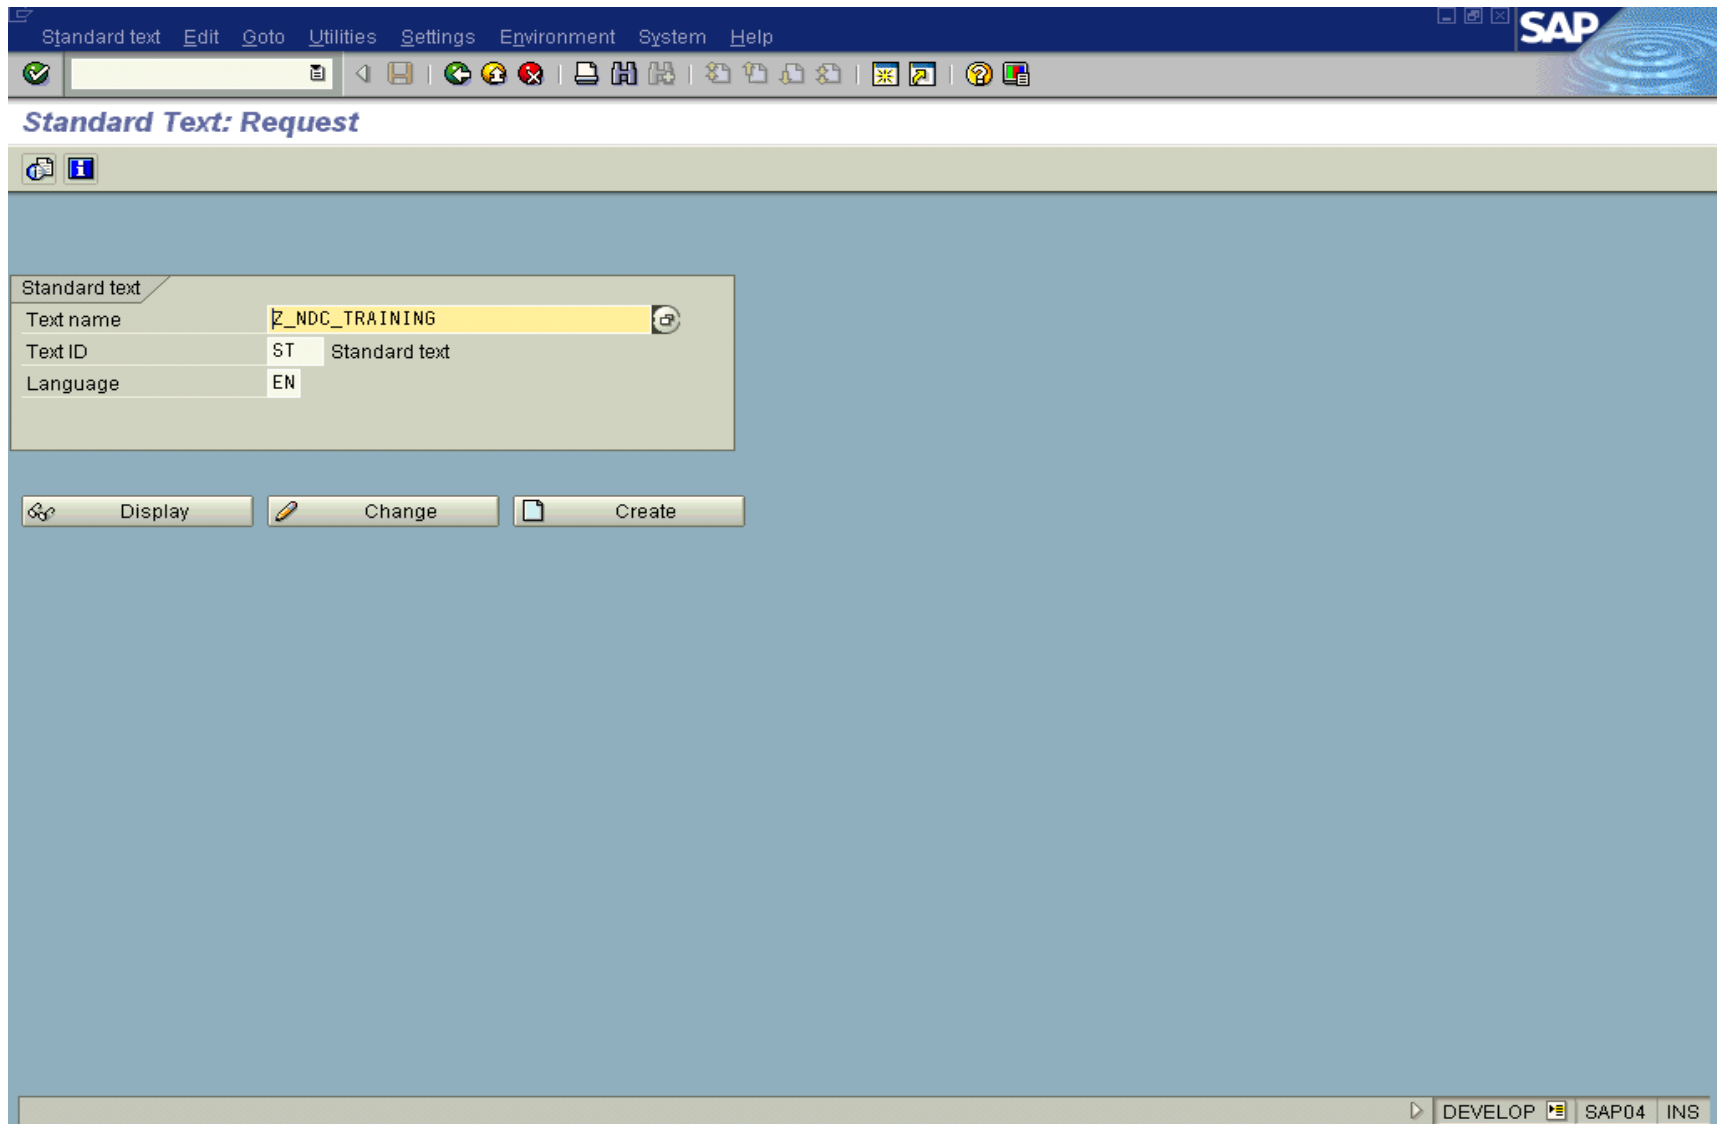 Standard text Edit Goto Utilities Settings Environment System Help
SAP
Standard Text: Request
Standard text
Text name Z_NDC_TRAINING
Text ID ST Standard text
Language EN
Display Change Create
DEVELOP SAP04 INS